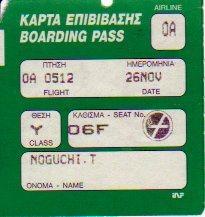 AIRLINE
ΚΑΡΤΑ ΕΠΙΒΙΒΑΣΗΣ OA
BOARDING PASS
ΠΤΗΣΗ ΗΜΕΡΟΜΗΝΙΑ
OA 0512 26NOV
FLIGHT DATE
ΘΕΣΗ ΚΑΘΙΣΜΑ - SEAT No.
Y 06F
CLASS
NOGUCHI.T
ΟΝΟΜΑ - NAME